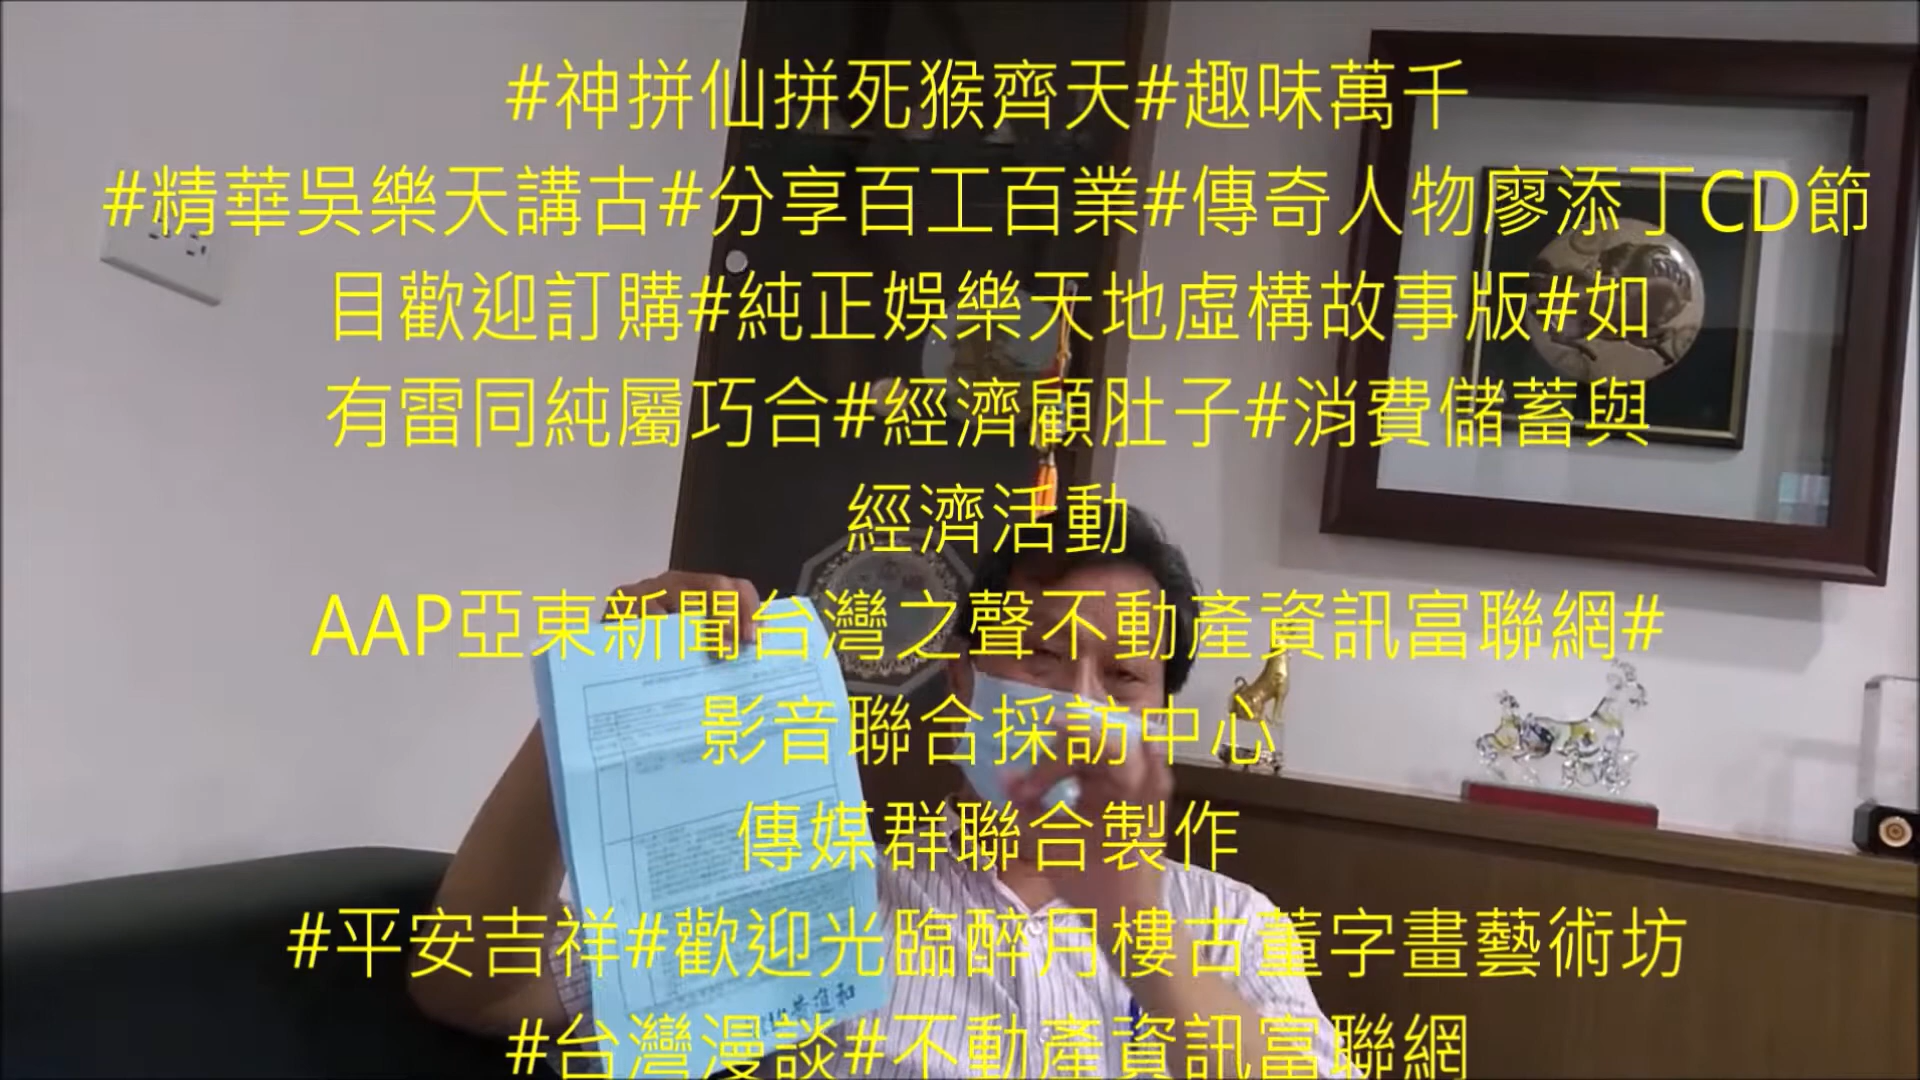 #神拼仙拼死猴齊天#趣味萬千
#精華吳樂天講古#分享百工百業#傳奇人物廖添丁CD節
目歡迎訂購#純正娛樂天地虛構故事版#如
有雷同純屬巧合#經濟顧肚子#消費儲蓄與
經濟活動
AAP亞東新聞台灣之聲不動產資訊富聯網#
影音聯合採訪中心
傳媒群聯合製作
#平安吉祥#歡迎光臨醉月樓古董字畫藝術坊
#台灣漫談#不動產資訊富聯網